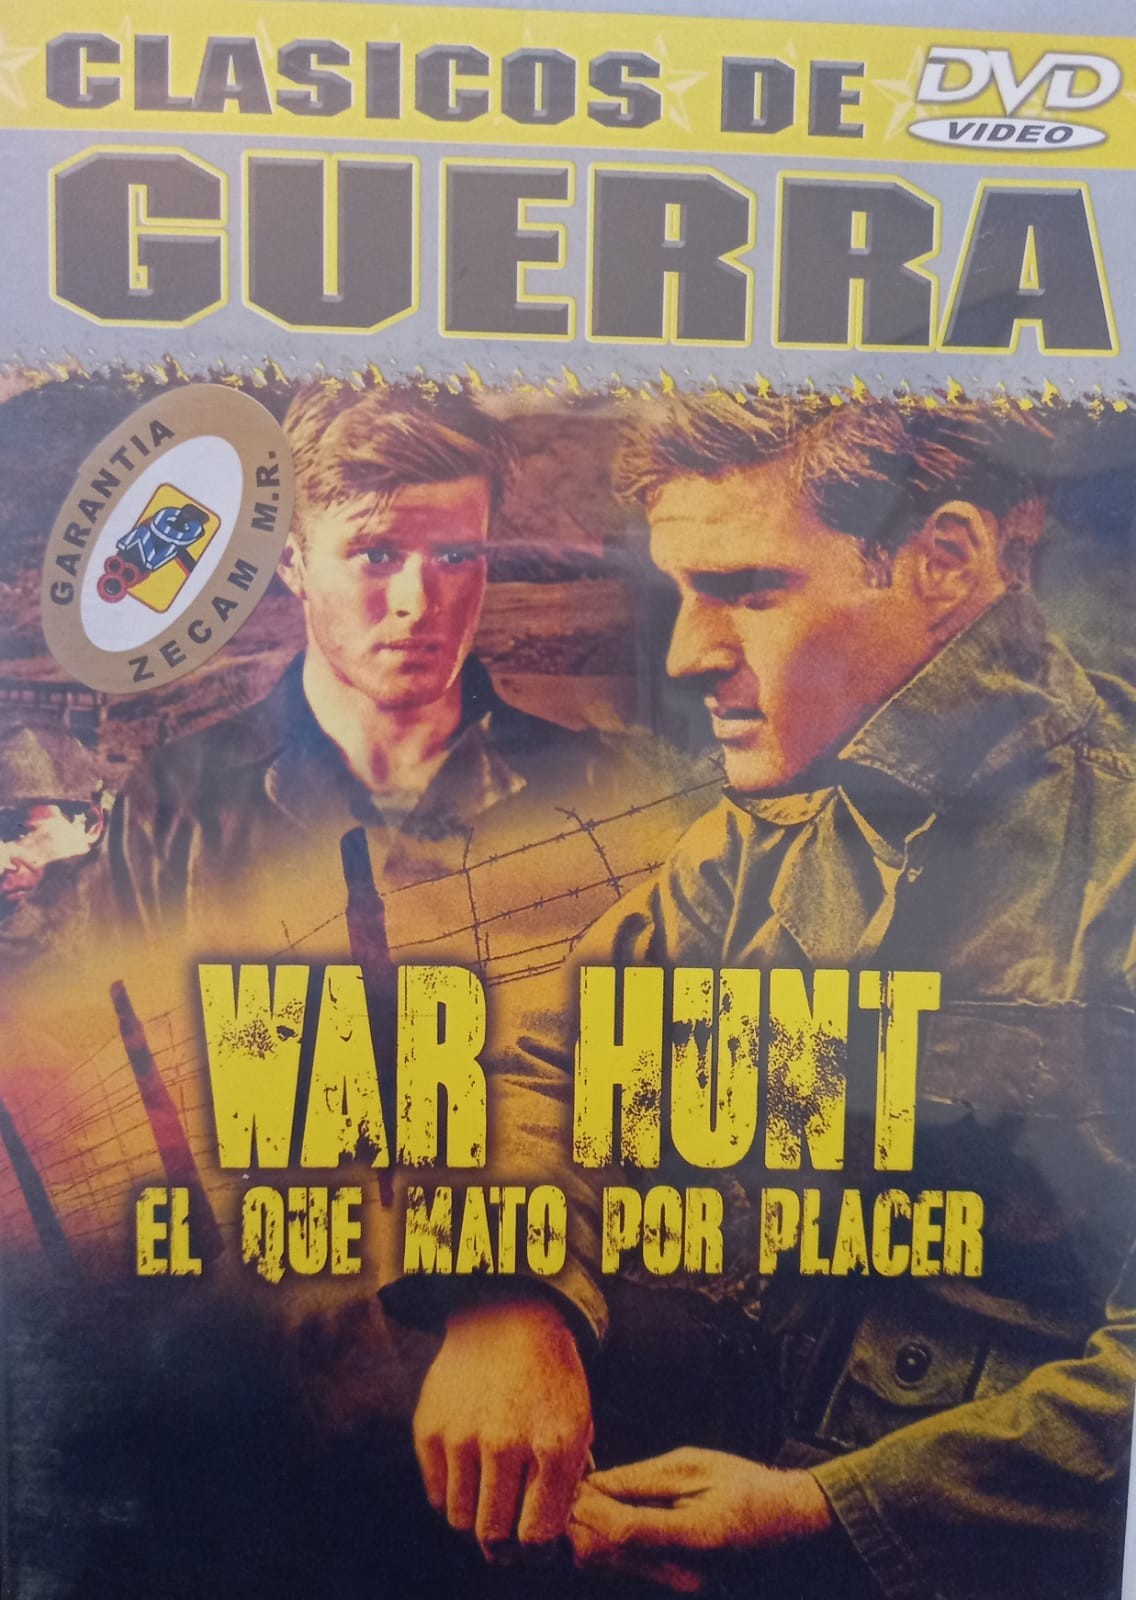 CLASICOS DE
DVD
VIDEO
GUERRA
GARANTIA
ZECAM M.R.
WAR HUNT
EL QUE MATO POR PLACER